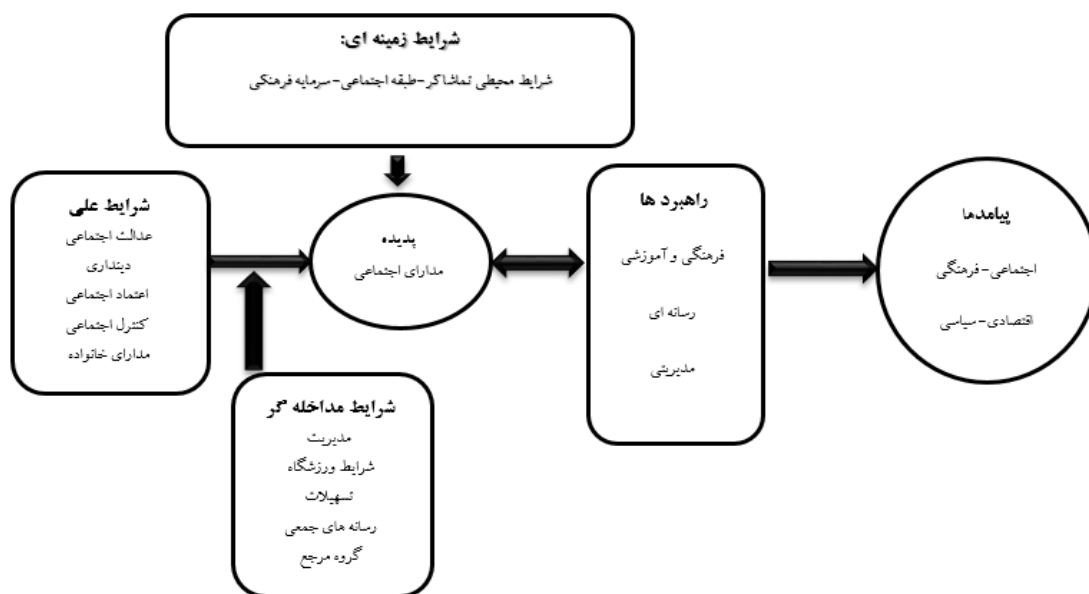 شرایط زمینه ای:
شرایط محیطی تماشاگر-طبقه اجتماعی-سرمایه فرهنگی
شرایط علی
عدالت اجتماعی
دینداری
اعتماد اجتماعی
کنترل اجتماعی
مدارای خانواده
پدیده
مدارای اجتماعی
راهبرد ها
فرهنگی و آموزشی
رسانه ای
مدیریتی
پیامدها
اجتماعی-فرهنگی
اقتصادی-سیاسی
شرایط مداخله گر
مدیریت
شرایط ورزشگاه
تسهیلات
رسانه های جمعی
گروه مرجع